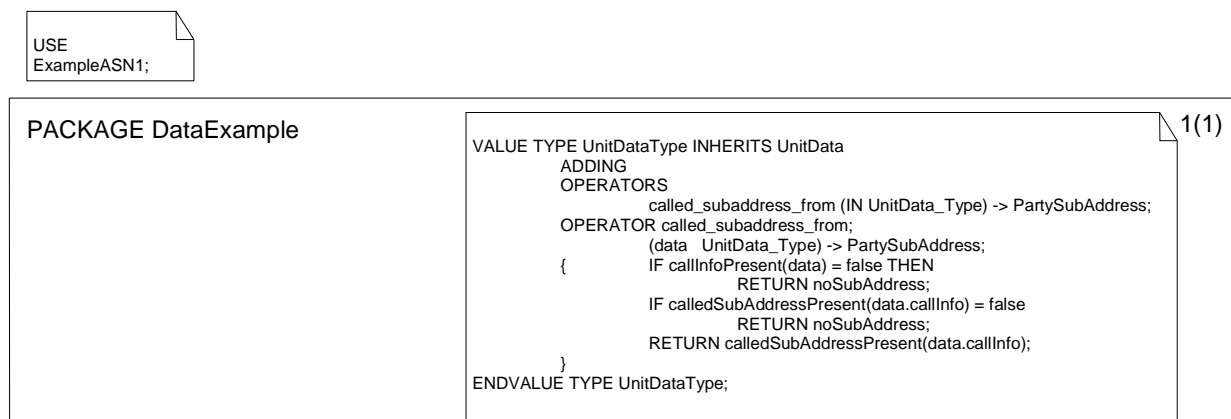 USE
ExampleASN1;
PACKAGE DataExample
1(1)
VALUE TYPE UnitDataType INHERITS UnitData
ADDING
OPERATORS
called_subaddress_from (IN UnitData_Type) -> PartySubAddress;
OPERATOR called_subaddress_from;
(data UnitData_Type) -> PartySubAddress;
{ IF callInfoPresent(data) = false THEN
RETURN noSubAddress;
IF calledSubAddressPresent(data.callInfo) = false
RETURN noSubAddress;
RETURN calledSubAddressPresent(data.callInfo);
}
ENDVALUE TYPE UnitDataType;